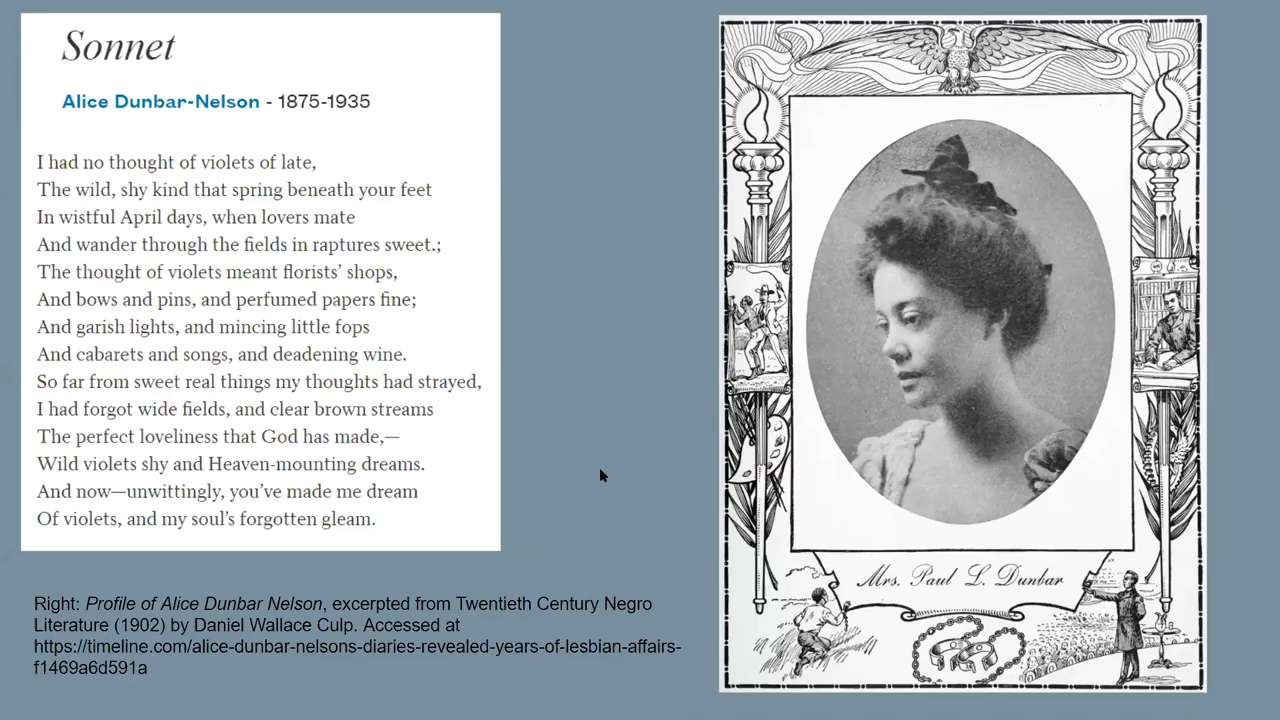 Sonnet
Alice Dunbar-Nelson - 1875-1935
I had no thought of violets of late,
The wild, shy kind that spring beneath your feet
In wistful April days, when lovers mate
And wander through the fields in raptures sweet.;
The thought of violets meant florists’ shops,
And bows and pins, and perfumed papers fine;
And garish lights, and mincing little fops
And cabarets and songs, and deadening wine.
So far from sweet real things my thoughts had strayed,
I had forgot wide fields, and clear brown streams
The perfect loveliness that God has made,—
Wild violets shy and Heaven-mounting dreams.
And now—unwittingly, you’ve made me dream
Of violets, and my soul’s forgotten gleam.
Right: Profile of Alice Dunbar Nelson, excerpted from Twentieth Century Negro
Literature (1902) by Daniel Wallace Culp. Accessed at
https://timeline.com/alice-dunbar-nelsons-diaries-revealed-years-of-lesbian-affairs-
f1469a6d591a
Mrs. Paul L. Dunbar